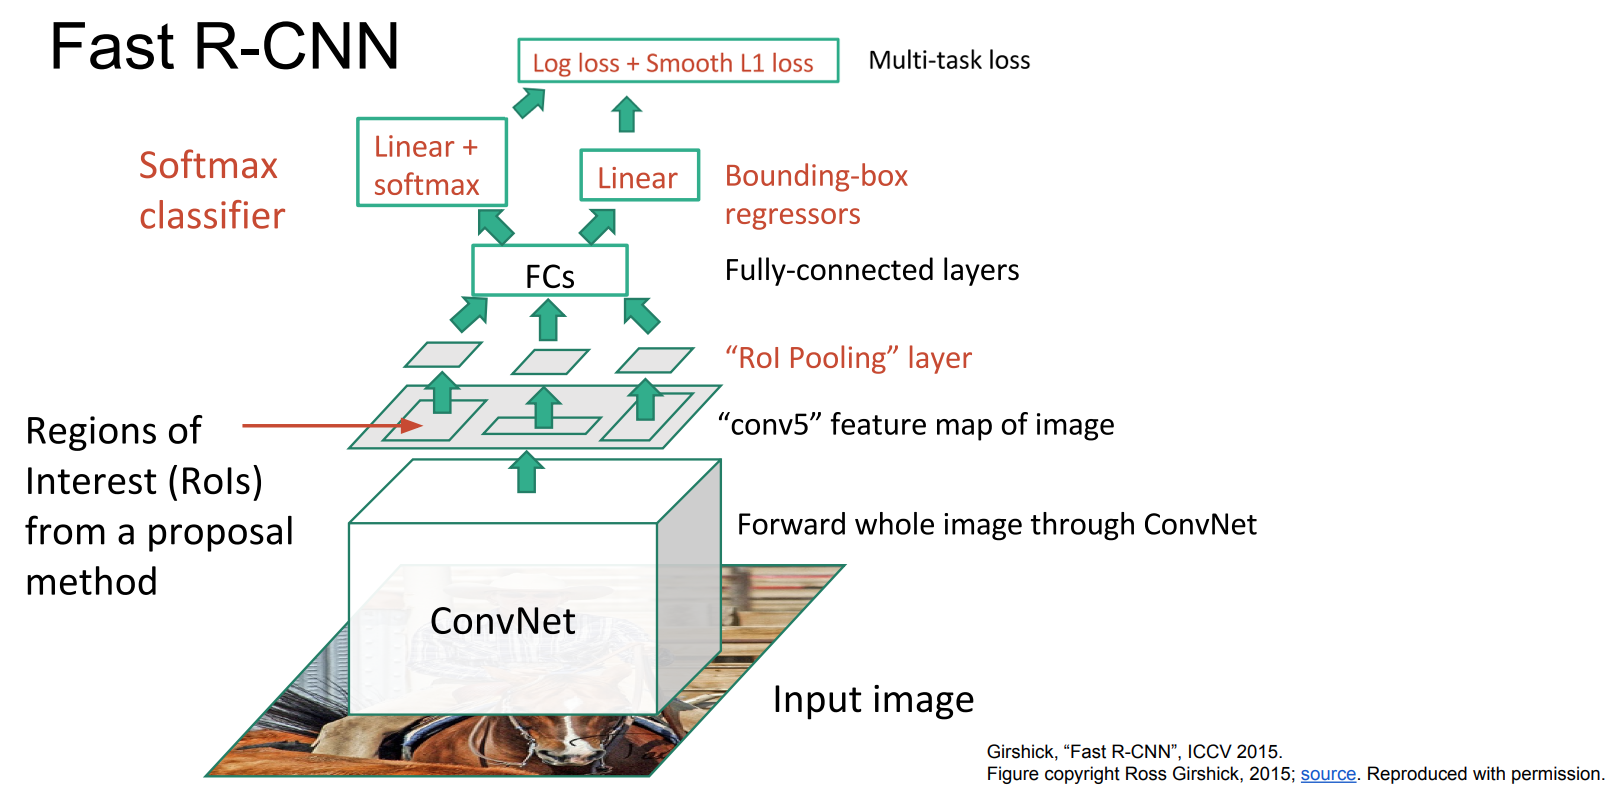 Fast R-CNN
Log loss + Smooth L1 loss
Multi-task loss
Linear +
softmax
Softmax
classifier
Linear
Bounding-box
regressors
FCs
Fully-connected layers
“RoI Pooling” layer
“conv5” feature map of image
Regions of
Interest (RoIs)
from a proposal
method
Forward whole image through ConvNet
ConvNet
Input image
Girshick, “Fast R-CNN”, ICCV 2015.
Figure copyright Ross Girshick, 2015; source. Reproduced with permission.